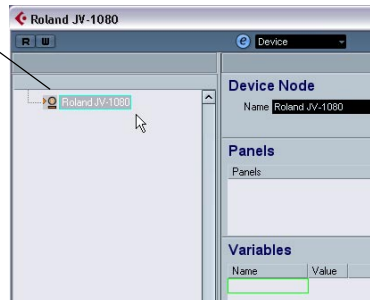 Roland JV-1080
R W
Device
Roland JV-1080
Device Node
Name Roland JV-1080
Panels
Panels
Variables
Name Value